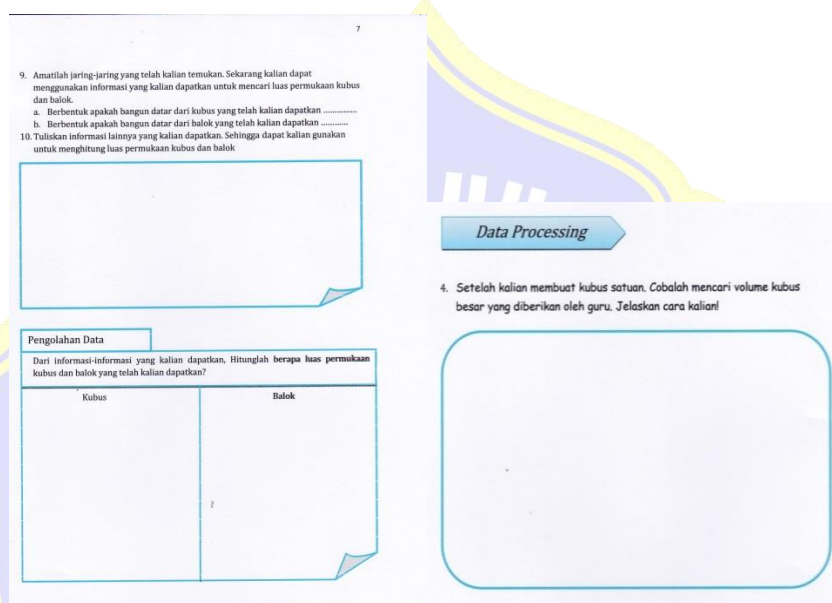 7
9. Amatilah jaring-jaring yang telah kalian temukan. Sekarang kalian dapat
menggunakan informasi yang kalian dapatkan untuk mencari luas permukaan kubus
dan balok.
a. Berbentuk apakah bangun datar dari kubus yang telah kalian dapatkan ...............
b. Berbentuk apakah bangun datar dari balok yang telah kalian dapatkan ............
10. Tuliskan informasi lainnya yang kalian dapatkan. Sehingga dapat kalian gunakan
untuk menghitung luas permukaan kubus dan balok
Pengolahan Data
Dari informasi-informasi yang kalian dapatkan, Hitunglah berapa luas permukaan
kubus dan balok yang telah kalian dapatkan?
Kubus
Balok
Data Processing
4. Setelah kalian membuat kubus satuan. Cobalah mencari volume kubus
besar yang diberikan oleh guru. Jelaskan cara kalian!